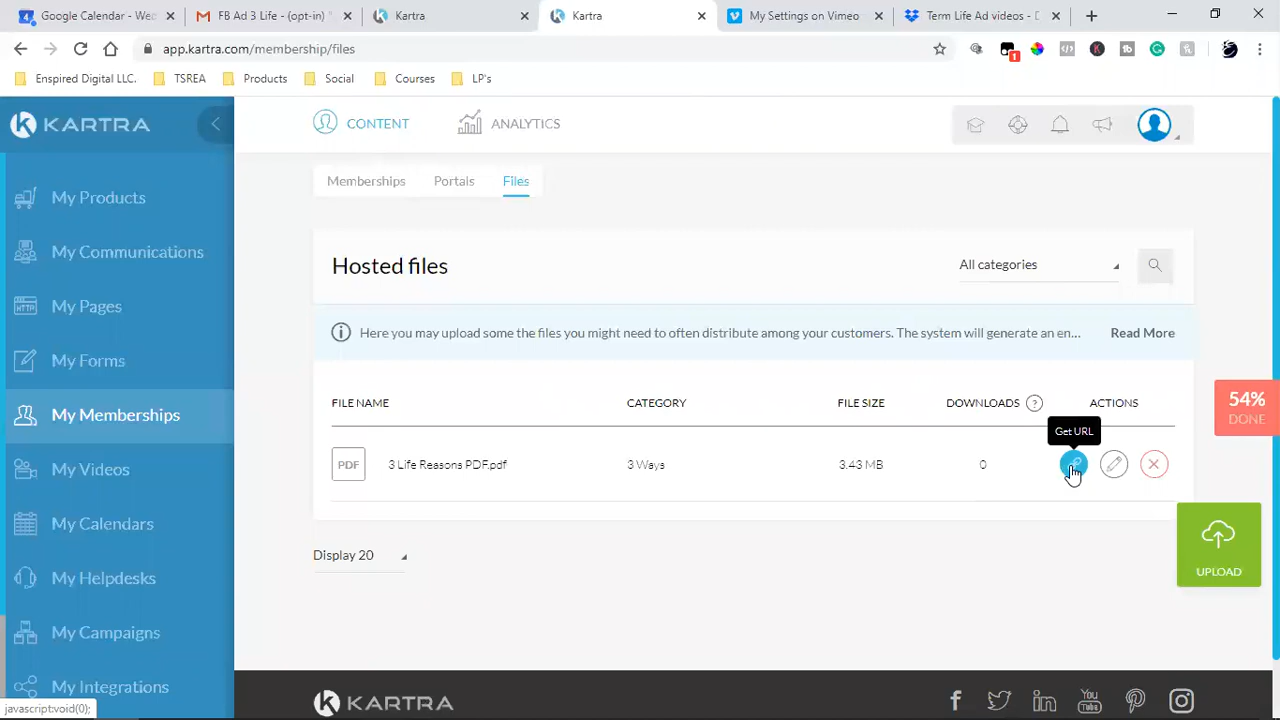 Google Calendar - We
FB Ad 3 Life - (opt-in)
Kartra
Kartra
My Settings on Vimeo
Term Life Ad videos - D
app.kartra.com/membership/files
1
Enspired Digital LLC.
TSREA
Products
Social
Courses
LP's
KARTRA
CONTENT
ANALYTICS
My Products
My Communications
My Pages
My Forms
My Memberships
My Videos
My Calendars
My Helpdesks
My Campaigns
My Integrations
Memberships
Portals
Files
Hosted files
All categories
Here you may upload some the files you might need to often distribute among your customers. The system will generate an en...
Read More
FILE NAME
CATEGORY
FILE SIZE
DOWNLOADS ?
ACTIONS
Get URL
PDF
3 Life Reasons PDF.pdf
3 Ways
3.43 MB
0
54%
DONE
UPLOAD
Display 20
KARTRA
You
Tube
javascript:void(0);